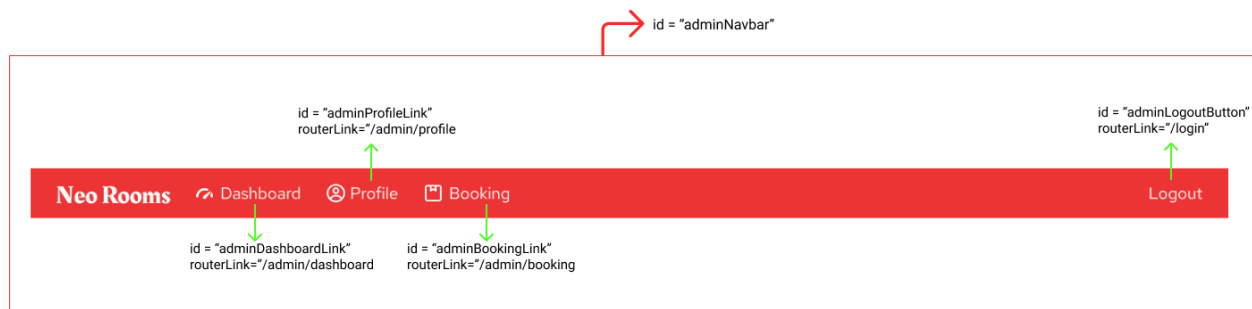 id = “adminNavbar”
id = “adminProfileLink”
routerLink=“/admin/profile
id = “adminLogoutButton”
routerLink=“/login”
Neo Rooms Dashboard Profile Booking Logout
id = “adminDashboardLink”
routerLink=“/admin/dashboard
id = “adminBookingLink”
routerLink=“/admin/booking